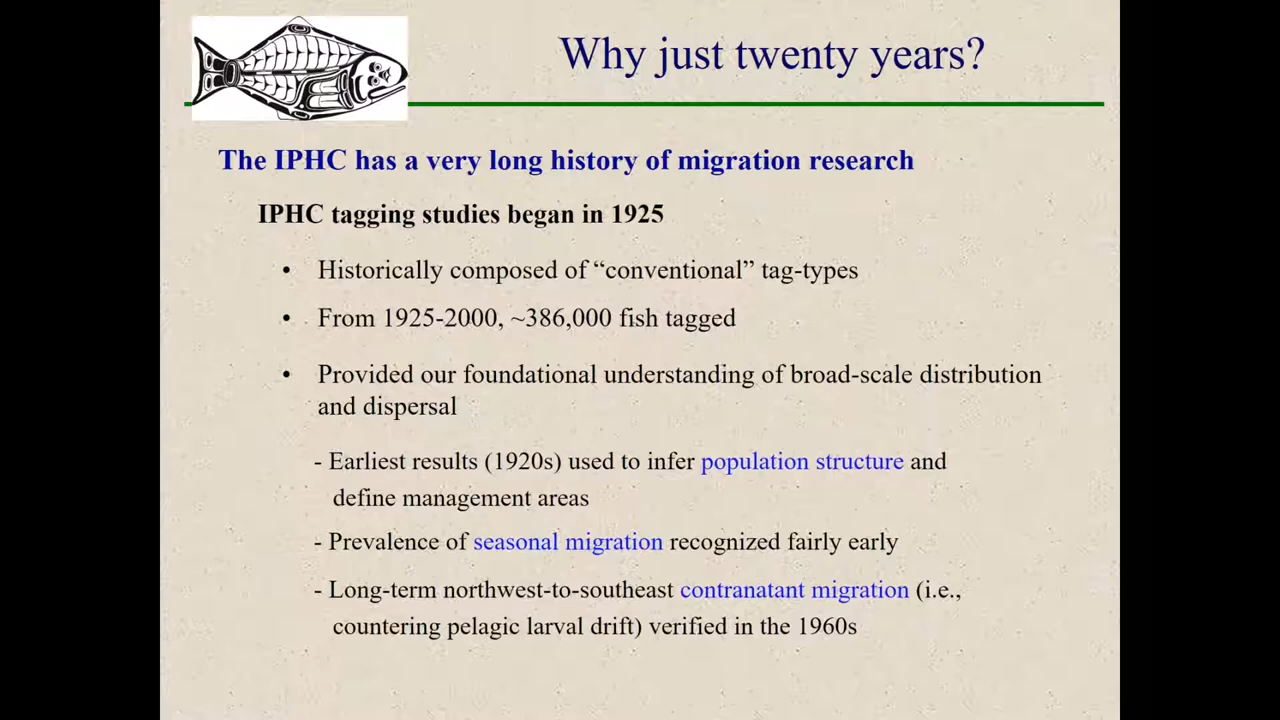 Why just twenty years?
The IPHC has a very long history of migration research
IPHC tagging studies began in 1925
• Historically composed of “conventional” tag-types
• From 1925-2000, ~386,000 fish tagged
• Provided our foundational understanding of broad-scale distribution
and dispersal
- Earliest results (1920s) used to infer population structure and
define management areas
- Prevalence of seasonal migration recognized fairly early
- Long-term northwest-to-southeast contranatant migration (i.e.,
countering pelagic larval drift) verified in the 1960s